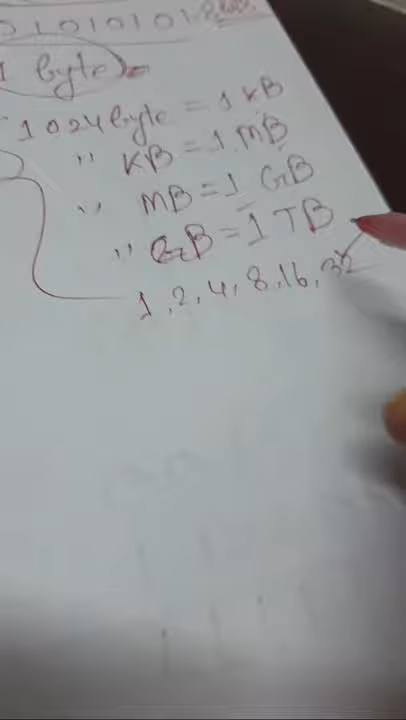 01010101
1 byte
1024 byte = 1 KB
" KB = 1 MB
" MB = 1 GB
" GB = 1 TB
1, 2, 4, 8, 16, 32